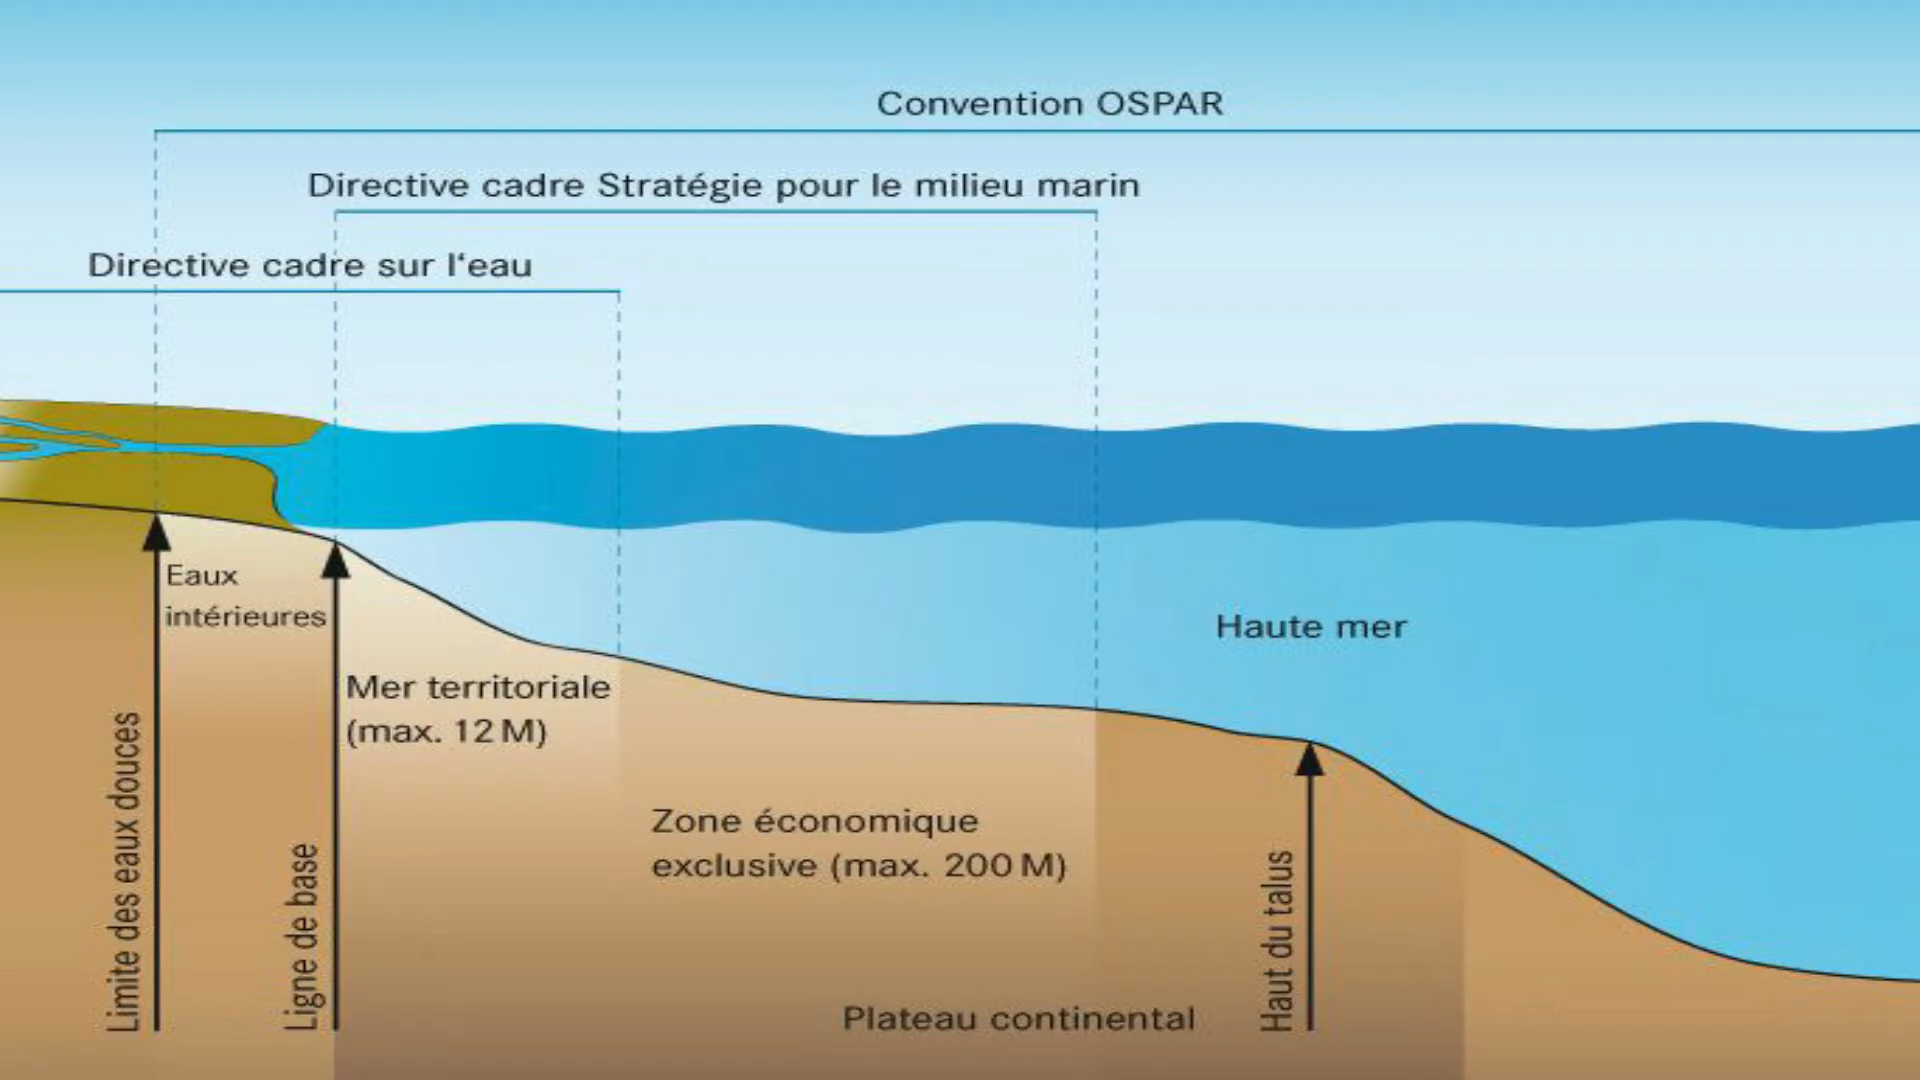 Convention OSPAR
Directive cadre Stratégie pour le milieu marin
Directive cadre sur l‘eau
Eaux
intérieures
Haute mer
Mer territoriale
(max. 12 M)
Zone économique
exclusive (max. 200 M)
Limite des eaux douces
Ligne de base
Haut du talus
Plateau continental